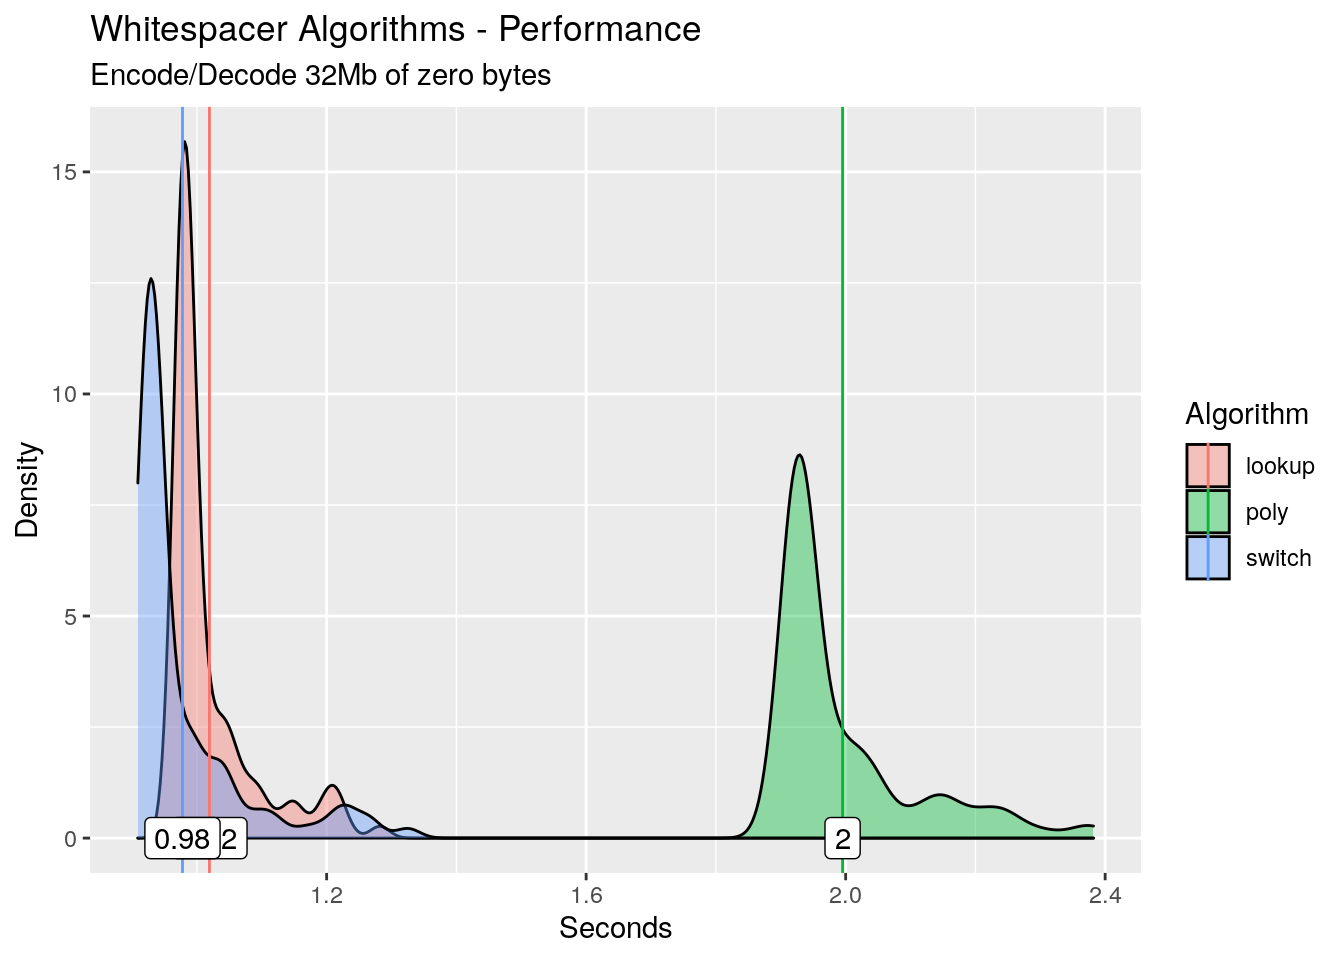 Whitespacer Algorithms - Performance
Encode/Decode 32Mb of zero bytes
15
10
5
0
Density
0.98
2
2
1.2
1.6
2.0
2.4
Seconds
Algorithm
lookup
poly
switch